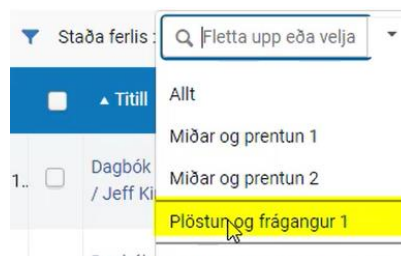 Staða ferlis :
Fletta upp eða velja
Titill
Allt
Miðar og prentun 1
Miðar og prentun 2
1..
Dagbók
/ Jeff
Plöstun og frágangur 1